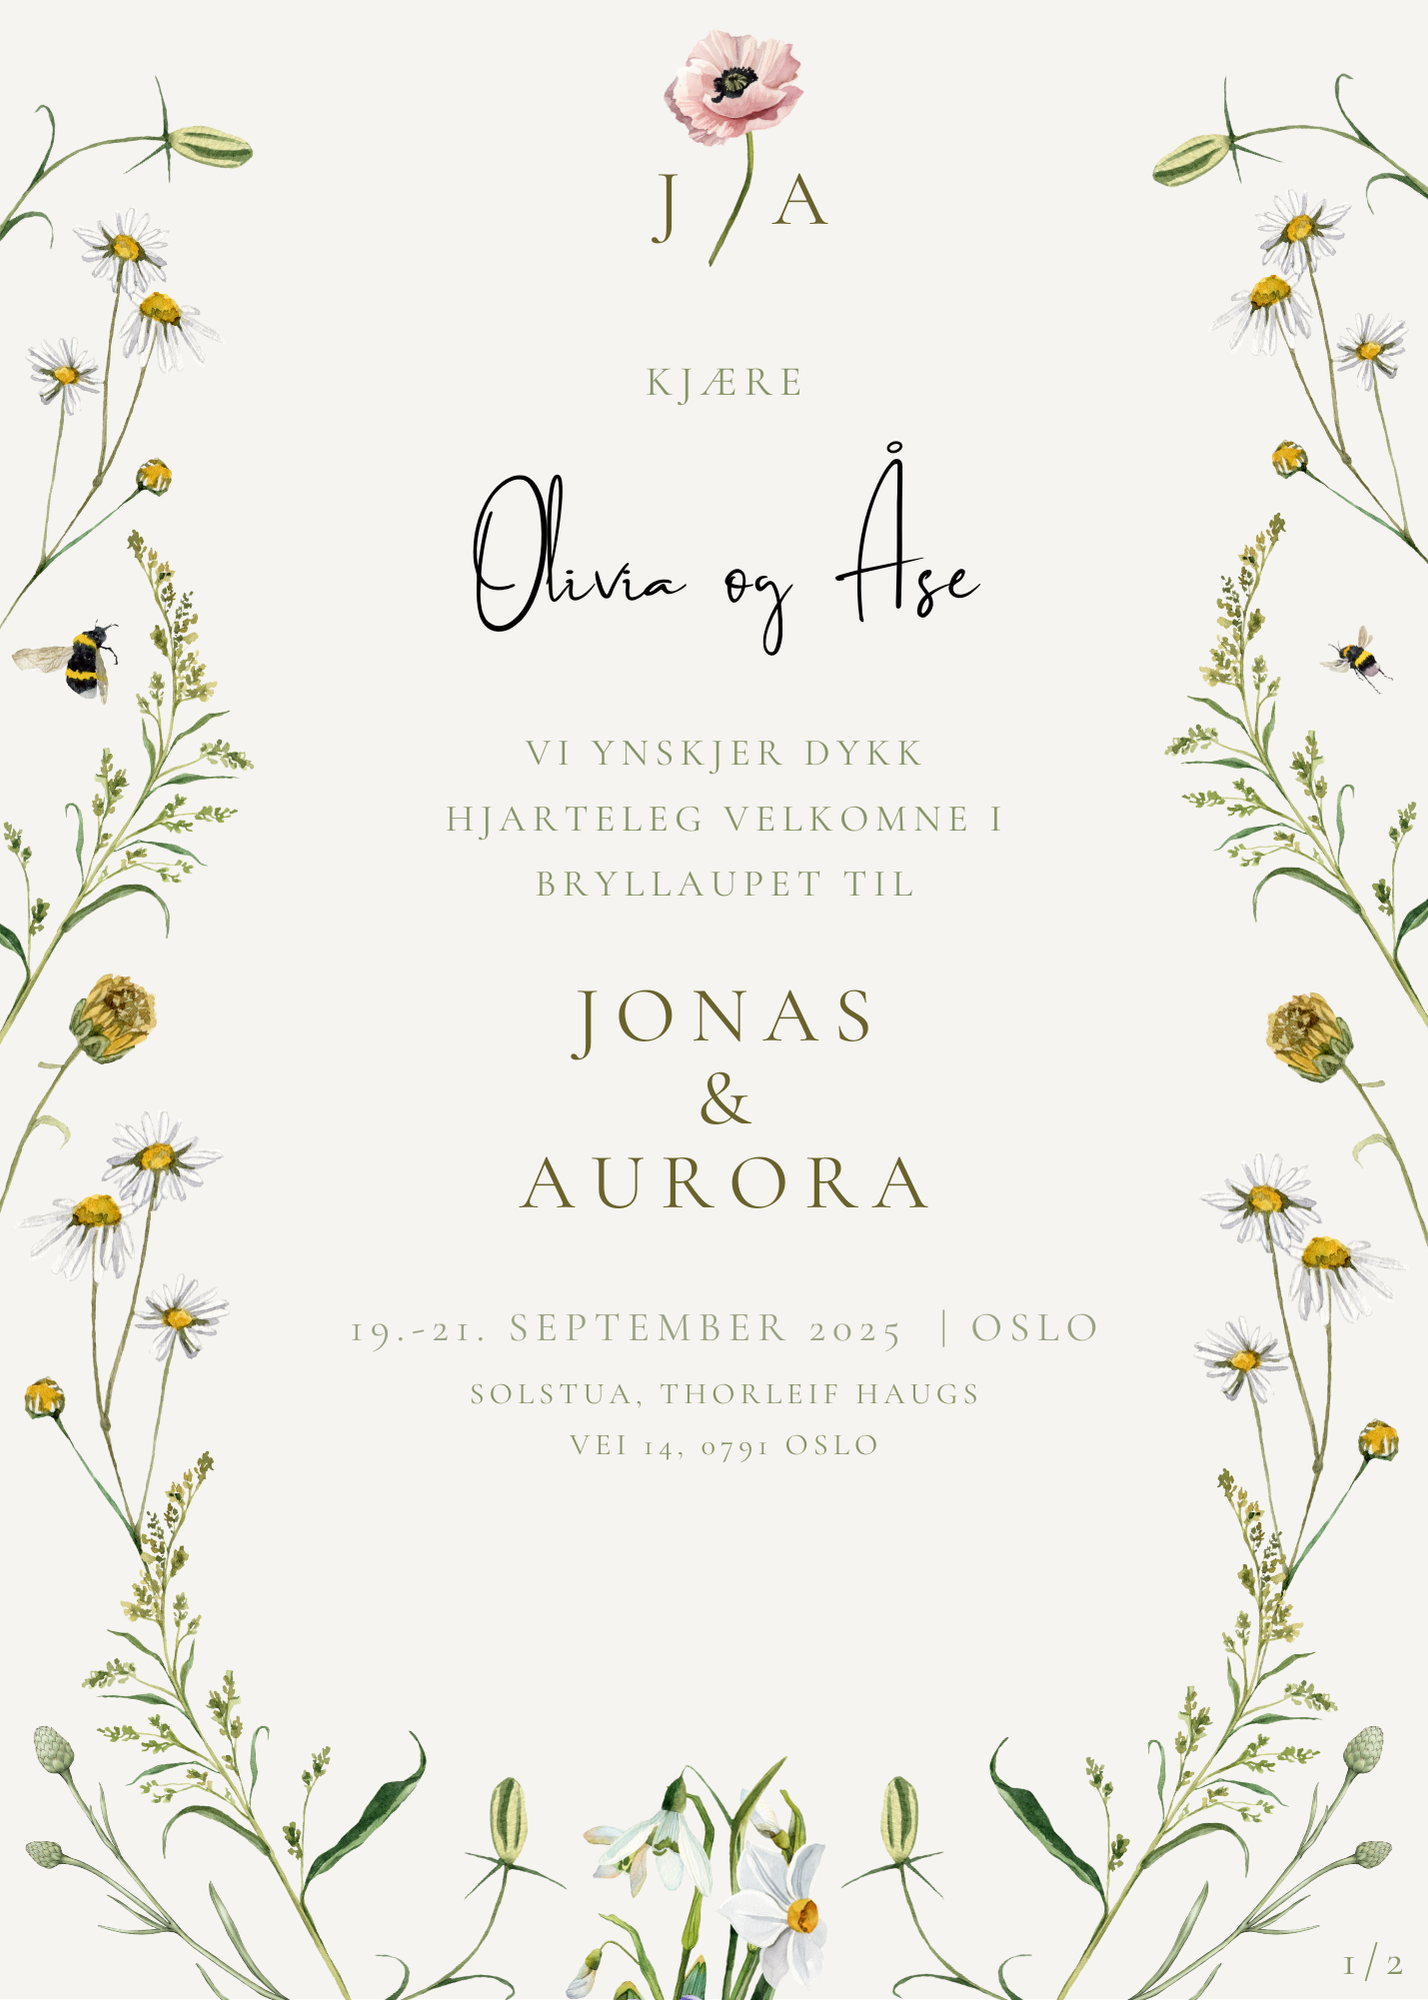 J A
KJÆRE
Olivia og Åse
VI YNSKJER DYKK
HJARTELEG VELKOMNE I
BRYLLAUPET TIL
JONAS
&
AURORA
19.-21. SEPTEMBER 2025 | OSLO
SOLSTUA, THORLEIF HAUGS
VEI 14, 0791 OSLO
1/2